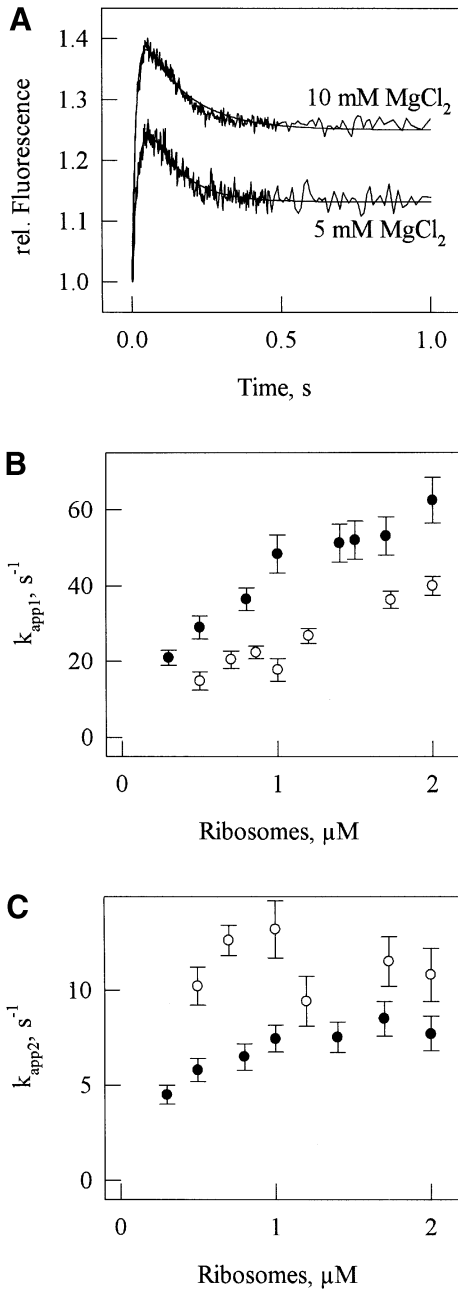 A
1.4
1.3
1.2
1.1
1.0
rel. Fluorescence
10 mM MgCl₂
5 mM MgCl₂
0.0 0.5 1.0
Time, s
B
60
40
20
0
k_app1, s⁻¹
0 1 2
Ribosomes, µM
C
10
5
0
k_app2, s⁻¹
0 1 2
Ribosomes, µM